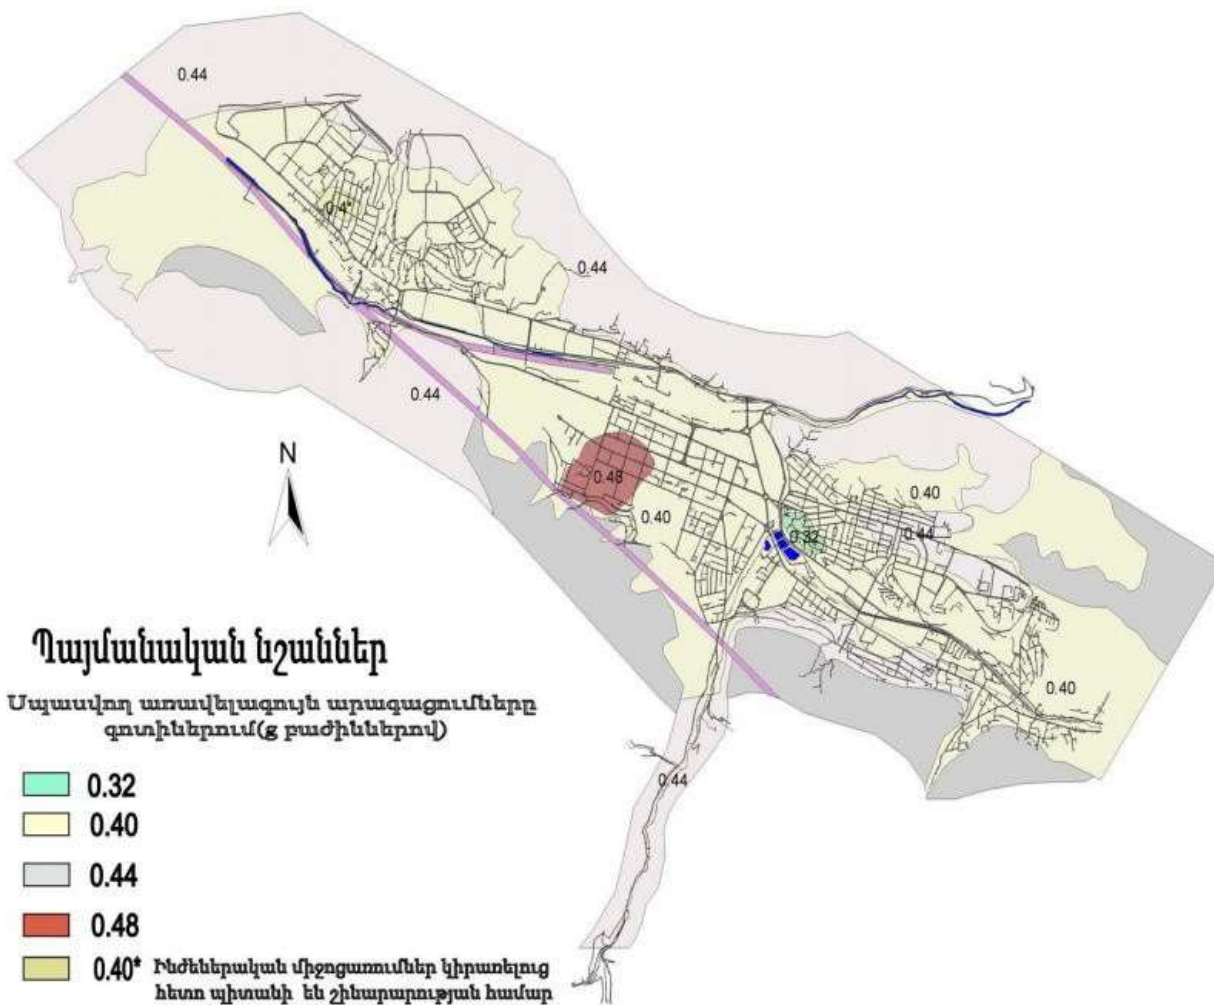 0.44
0.4*
0.44
0.44
0.48
0.40
0.40
0.44
0.32
0.40
0.44
N
Պայմանական նշաններ
Սպասվող առավելագույն արագացումները
գոտիներում(g բաժիններով)
0.32
0.40
0.44
0.48
0.40* Ինժեներական միջոցառումներ կիրառելուց
հետո պիտանի են շինարարության համար